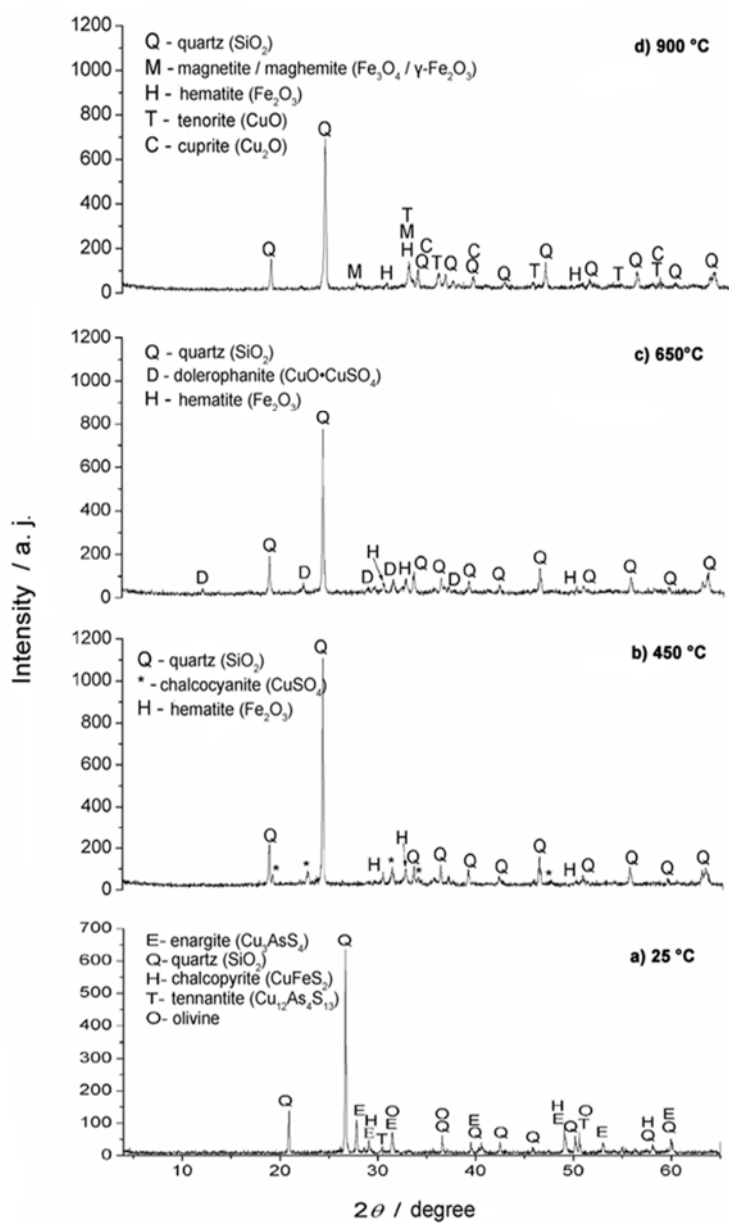 Intensity / a. j.
1200
1000
800
600
400
200
0
Q - quartz (SiO₂)
M - magnetite / maghemite (Fe₃O₄ / γ-Fe₂O₃)
H - hematite (Fe₂O₃)
T - tenorite (CuO)
C - cuprite (Cu₂O)
d) 900 °C
Q
Q
M
H
T
M
H
C
Q
T
Q
C
Q
Q
T
Q
H
Q
T
Q
C
T
Q
Q
1200
1000
800
600
400
200
0
Q - quartz (SiO₂)
D - dolerophanite (CuO•CuSO₄)
H - hematite (Fe₂O₃)
c) 650°C
D
Q
D
Q
D
H
D
H
Q
Q
D
Q
Q
Q
H
Q
Q
Q
Q
1200
1000
800
600
400
200
0
Q - quartz (SiO₂)
* - chalcocyanite (CuSO₄)
H - hematite (Fe₂O₃)
b) 450 °C
Q
*
*
Q
H
*
H
*
Q
*
Q
Q
Q
Q
*
H
Q
Q
Q
Q
700
600
500
400
300
200
100
0
E- enargite (Cu₃AsS₄)
Q- quartz (SiO₂)
H- chalcopyrite (CuFeS₂)
T- tennantite (Cu₁₂As₄S₁₃)
O- olivine
a) 25 °C
Q
Q
E
H
E
T
O
E
O
Q
E
Q
Q
Q
H
E
Q
O
T
E
H
Q
E
Q
10 20 30 40 50 60
2θ / degree